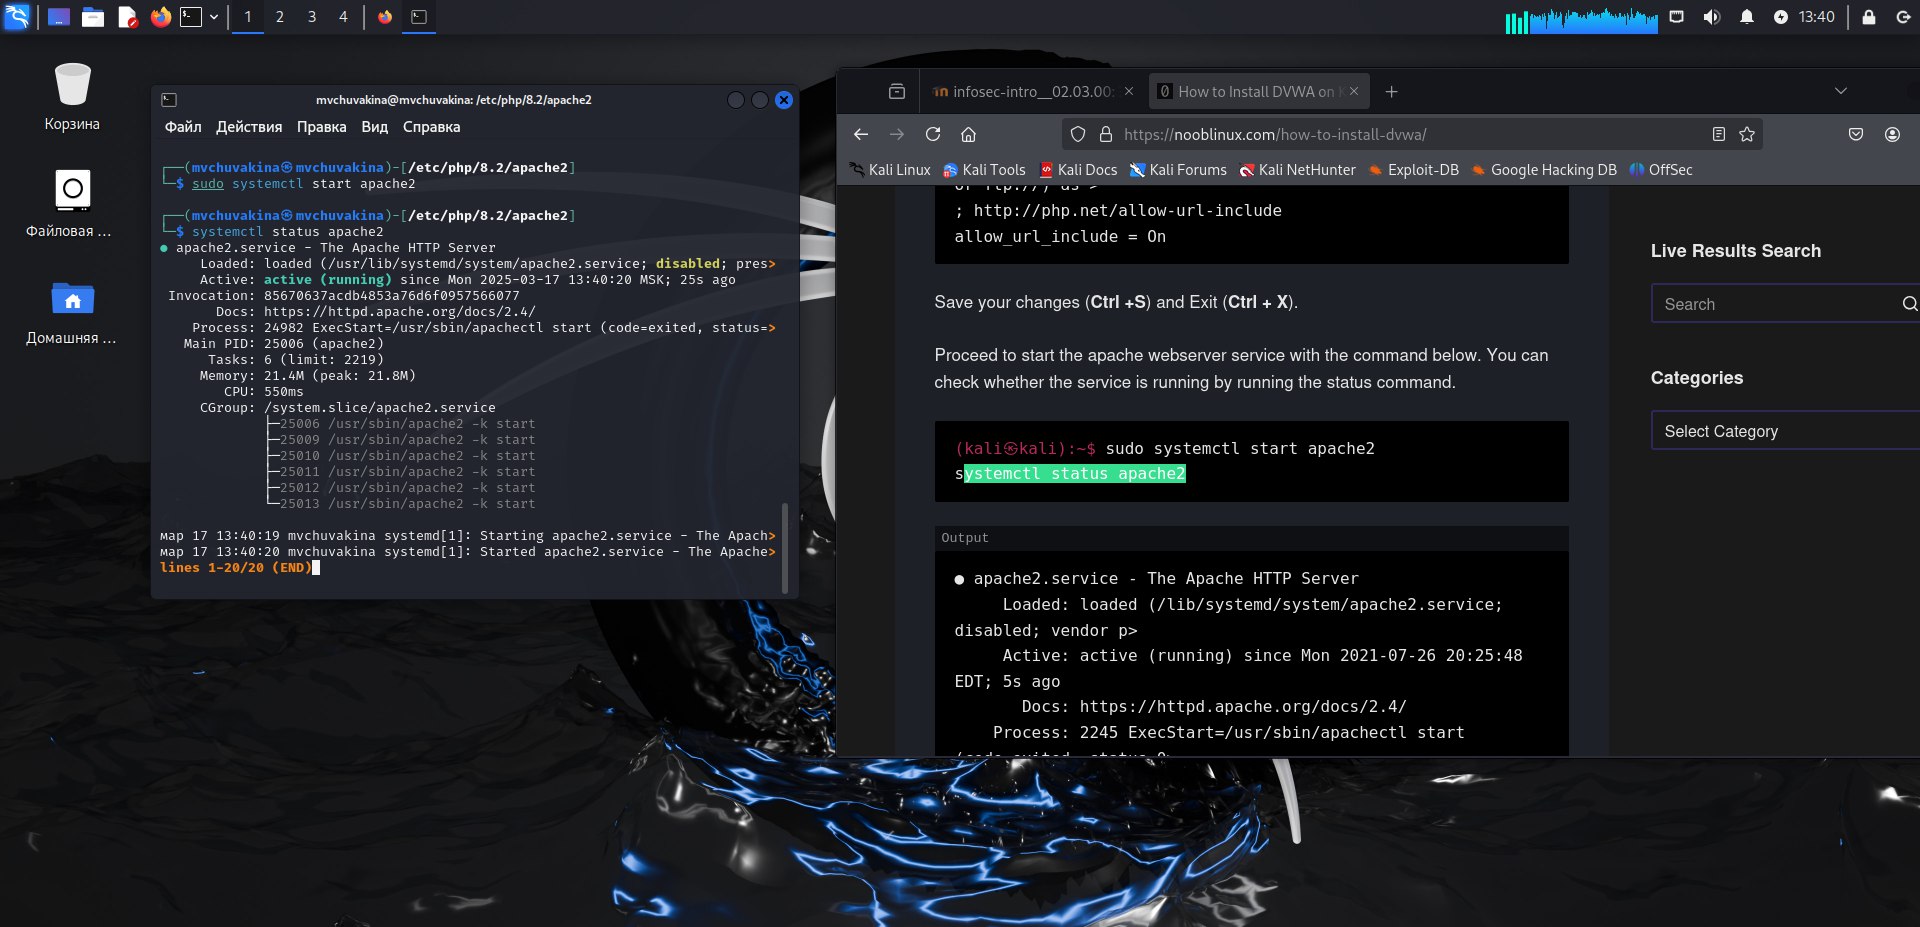 1 2 3 4
13:40
Корзина
Файловая ...
Домашняя ...
mvchuvakina@mvchuvakina: /etc/php/8.2/apache2
Файл Действия Правка Вид Справка
┌──(mvchuvakina㉿mvchuvakina)-[/etc/php/8.2/apache2]
└─$ sudo systemctl start apache2
┌──(mvchuvakina㉿mvchuvakina)-[/etc/php/8.2/apache2]
└─$ systemctl status apache2
● apache2.service - The Apache HTTP Server
Loaded: loaded (/usr/lib/systemd/system/apache2.service; disabled; pres>
Active: active (running) since Mon 2025-03-17 13:40:20 MSK; 25s ago
Invocation: 85670637acdb4853a76d6f0957566077
Docs: https://httpd.apache.org/docs/2.4/
Process: 24982 ExecStart=/usr/sbin/apachectl start (code=exited, status=>
Main PID: 25006 (apache2)
Tasks: 6 (limit: 2219)
Memory: 21.4M (peak: 21.8M)
CPU: 550ms
CGroup: /system.slice/apache2.service
├─25006 /usr/sbin/apache2 -k start
├─25009 /usr/sbin/apache2 -k start
├─25010 /usr/sbin/apache2 -k start
├─25011 /usr/sbin/apache2 -k start
├─25012 /usr/sbin/apache2 -k start
└─25013 /usr/sbin/apache2 -k start
мар 17 13:40:19 mvchuvakina systemd[1]: Starting apache2.service - The Apach>
мар 17 13:40:20 mvchuvakina systemd[1]: Started apache2.service - The Apache>
lines 1-20/20 (END)
infosec-intro__02.03.00:
How to Install DVWA on
https://nooblinux.com/how-to-install-dvwa/
Kali Linux Kali Tools Kali Docs Kali Forums Kali NetHunter Exploit-DB Google Hacking DB OffSec
or ftp://) as >
; http://php.net/allow-url-include
allow_url_include = On
Save your changes (Ctrl +S) and Exit (Ctrl + X).
Proceed to start the apache webserver service with the command below. You can
check whether the service is running by running the status command.
(kali㉿kali):~$ sudo systemctl start apache2
systemctl status apache2
Output
● apache2.service - The Apache HTTP Server
Loaded: loaded (/lib/systemd/system/apache2.service;
disabled; vendor p>
Active: active (running) since Mon 2021-07-26 20:25:48
EDT; 5s ago
Docs: https://httpd.apache.org/docs/2.4/
Process: 2245 ExecStart=/usr/sbin/apachectl start
Live Results Search
Search
Categories
Select Category